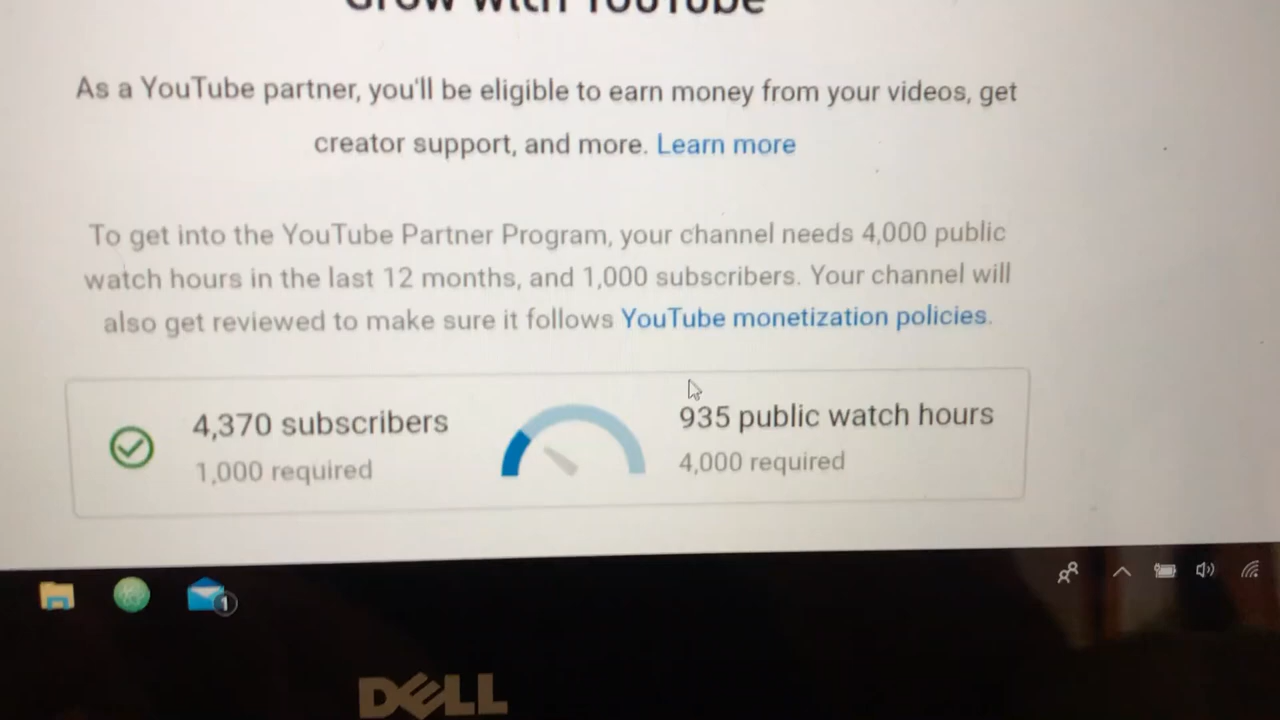 Grow with YouTube
As a YouTube partner, you'll be eligible to earn money from your videos, get
creator support, and more. Learn more
To get into the YouTube Partner Program, your channel needs 4,000 public
watch hours in the last 12 months, and 1,000 subscribers. Your channel will
also get reviewed to make sure it follows YouTube monetization policies.
4,370 subscribers
1,000 required
935 public watch hours
4,000 required
1
DELL